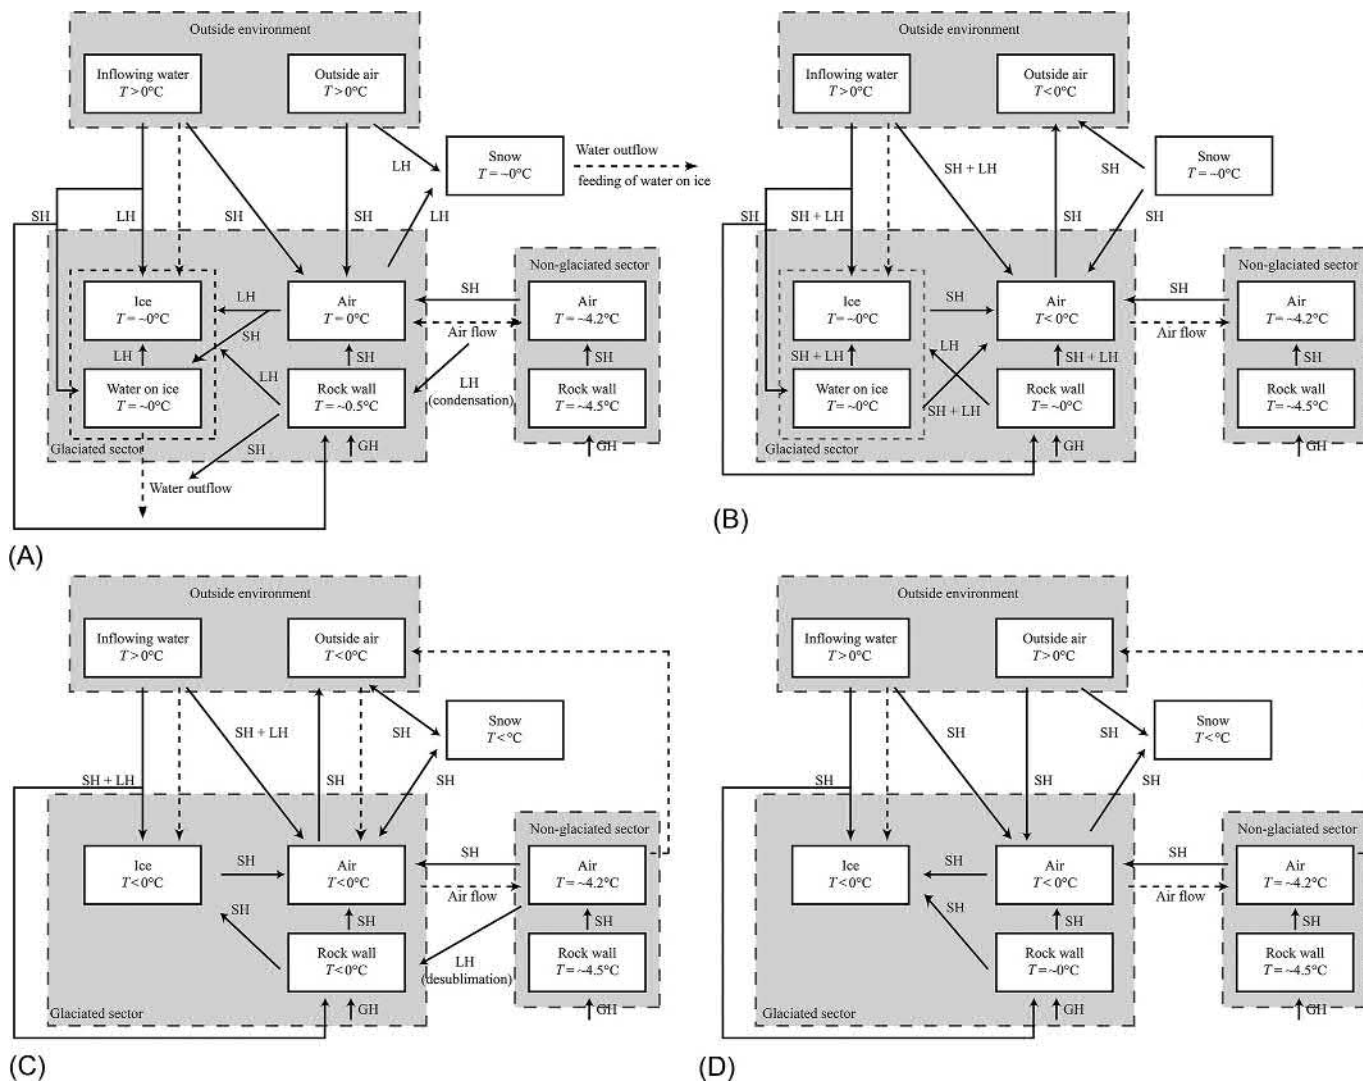 Outside environment
Inflowing water
T > 0°C
Outside air
T > 0°C
Snow
T = ~0°C
Water outflow
feeding of water on ice
LH
LH
SH
LH
SH
SH
Non-glaciated sector
Ice
T = ~0°C
LH
Air
T = 0°C
SH
Air
T = ~4.2°C
Air flow
SH
LH
SH
SH
Water on ice
T = ~0°C
LH
Rock wall
T = ~0.5°C
LH
(condensation)
Rock wall
T = ~4.5°C
Glaciated sector
SH
GH
GH
Water outflow
(A)
Outside environment
Inflowing water
T > 0°C
Outside air
T < 0°C
Snow
T = ~0°C
SH + LH
SH
SH
SH + LH
SH
SH
Non-glaciated sector
Ice
T = ~0°C
SH
Air
T < 0°C
SH
Air
T = ~4.2°C
Air flow
SH + LH
LH
SH + LH
SH
Water on ice
T = ~0°C
SH + LH
Rock wall
T = ~0°C
Rock wall
T = ~4.5°C
Glaciated sector
GH
GH
(B)
Outside environment
Inflowing water
T > 0°C
Outside air
T < 0°C
Snow
T < °C
SH + LH
SH
SH + LH
SH
SH
Non-glaciated sector
Ice
T < 0°C
SH
Air
T < 0°C
SH
Air
T = ~4.2°C
Air flow
SH
SH
SH
Rock wall
T < 0°C
LH
(desublimation)
Rock wall
T = ~4.5°C
Glaciated sector
GH
GH
(C)
Outside environment
Inflowing water
T > 0°C
Outside air
T > 0°C
Snow
T < °C
SH
SH
SH
SH
SH
Non-glaciated sector
Ice
T < 0°C
SH
Air
T < 0°C
SH
Air
T = ~4.2°C
Air flow
SH
SH
SH
Rock wall
T = ~0°C
Rock wall
T = ~4.5°C
Glaciated sector
GH
GH
(D)